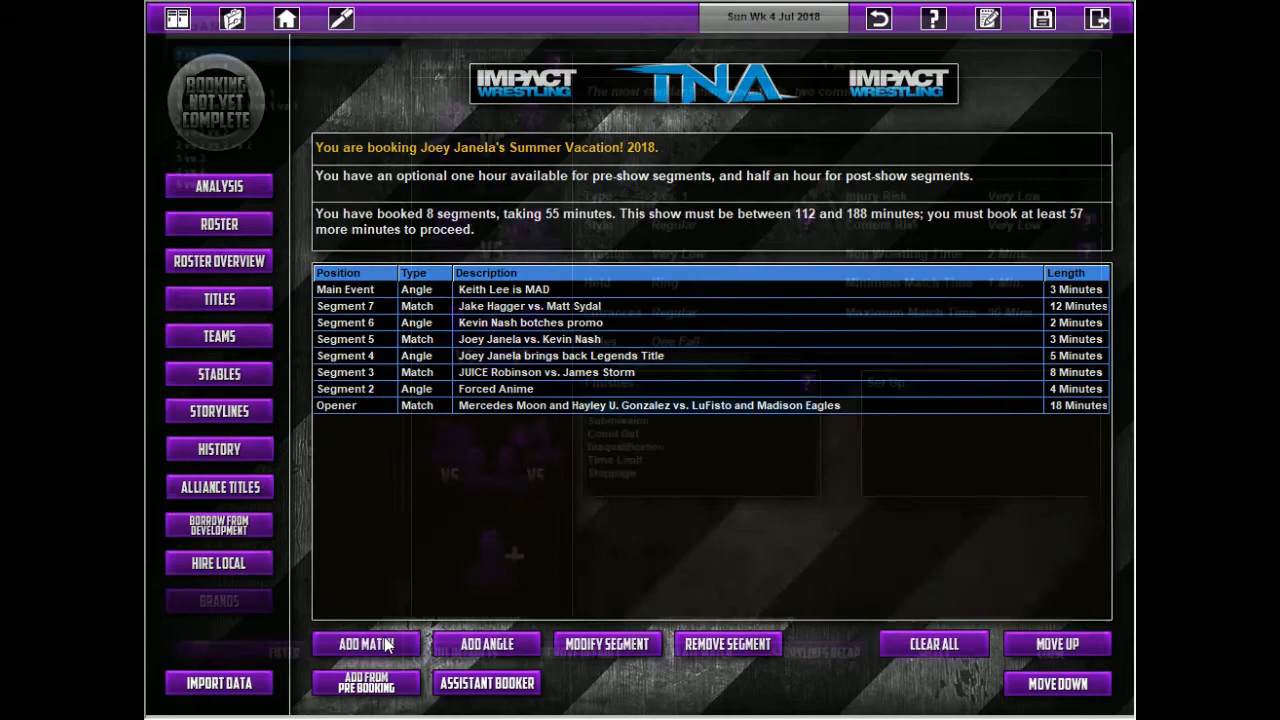 Sun Wk 4 Jul 2018
BOOKING
NOT YET
COMPLETE
IMPACT
WRESTLING
TNA
IMPACT
WRESTLING
You are booking Joey Janela's Summer Vacation! 2018.
You have an optional one hour available for pre-show segments, and half an hour for post-show segments.
You have booked 8 segments, taking 55 minutes. This show must be between 112 and 188 minutes; you must book at least 57
more minutes to proceed.
ANALYSIS
ROSTER
ROSTER OVERVIEW
TITLES
TEAMS
STABLES
STORYLINES
HISTORY
ALLIANCE TITLES
BORROW FROM
DEVELOPMENT
HIRE LOCAL
BRANDS
IMPORT DATA
Position Type Description Length
Main Event Angle Keith Lee is MAD 3 Minutes
Segment 7 Match Jake Hagger vs. Matt Sydal 12 Minutes
Segment 6 Angle Kevin Nash botches promo 2 Minutes
Segment 5 Match Joey Janela vs. Kevin Nash 3 Minutes
Segment 4 Angle Joey Janela brings back Legends Title 5 Minutes
Segment 3 Match JUICE Robinson vs. James Storm 8 Minutes
Segment 2 Angle Forced Anime 4 Minutes
Opener Match Mercedes Moon and Hayley U. Gonzalez vs. LuFisto and Madison Eagles 18 Minutes
Submission
Count Out
Disqualification
Time Limit
Stoppage
ADD MATCH
ADD ANGLE
MODIFY SEGMENT
REMOVE SEGMENT
CLEAR ALL
MOVE UP
ADD FROM
PRE BOOKING
ASSISTANT BOOKER
MOVE DOWN